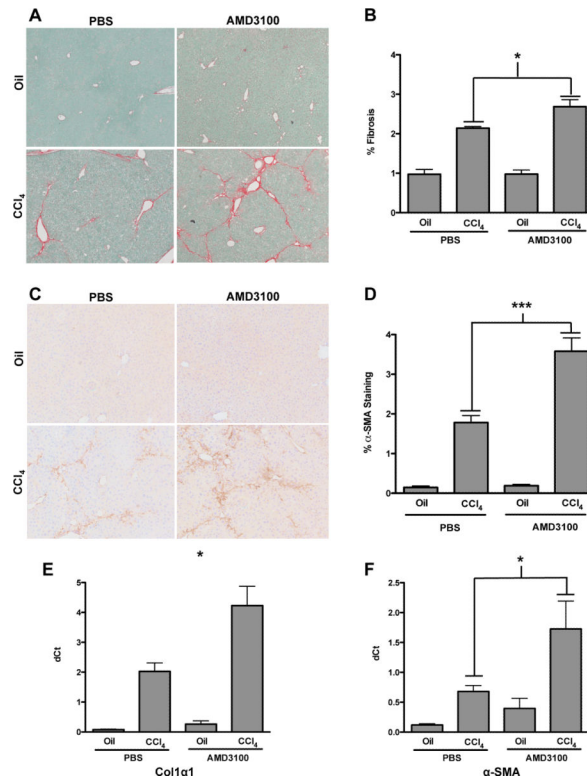 A
PBS
AMD3100
Oil
CCl4
B
*
% Fibrosis
4
3
2
1
0
Oil
CCl4
Oil
CCl4
PBS
AMD3100
C
PBS
AMD3100
Oil
CCl4
D
***
% α-SMA Staining
4
3
2
1
0
Oil
CCl4
Oil
CCl4
PBS
AMD3100
E
*
dCt
5
4
3
2
1
0
Oil
CCl4
Oil
CCl4
PBS
AMD3100
Col1α1
F
*
dCt
2.5
2.0
1.5
1.0
0.5
0.0
Oil
CCl4
Oil
CCl4
PBS
AMD3100
α-SMA